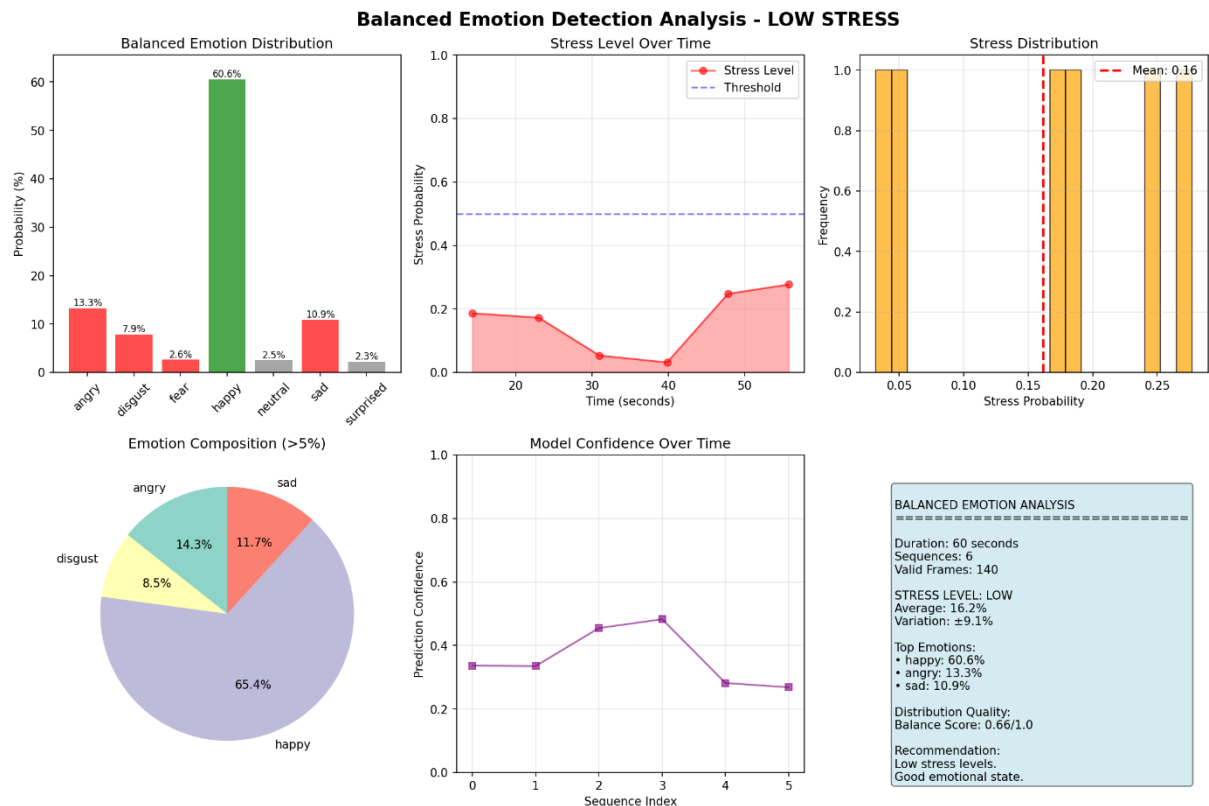 Balanced Emotion Detection Analysis - LOW STRESS
Balanced Emotion Distribution
Probability (%)
60
50
40
30
20
10
0
13.3%
7.9%
2.6%
60.6%
2.5%
10.9%
2.3%
angry
disgust
fear
happy
neutral
sad
surprised
Stress Level Over Time
Stress Level
Threshold
Stress Probability
1.0
0.8
0.6
0.4
0.2
0.0
20
30
40
50
Time (seconds)
Stress Distribution
Mean: 0.16
Frequency
1.0
0.8
0.6
0.4
0.2
0.0
0.05
0.10
0.15
0.20
0.25
Stress Probability
Emotion Composition (>5%)
angry
14.3%
disgust
8.5%
happy
65.4%
sad
11.7%
Model Confidence Over Time
Prediction Confidence
1.0
0.8
0.6
0.4
0.2
0.0
0
1
2
3
4
5
Sequence Index
BALANCED EMOTION ANALYSIS
==============================
Duration: 60 seconds
Sequences: 6
Valid Frames: 140
STRESS LEVEL: LOW
Average: 16.2%
Variation: ±9.1%
Top Emotions:
• happy: 60.6%
• angry: 13.3%
• sad: 10.9%
Distribution Quality:
Balance Score: 0.66/1.0
Recommendation:
Low stress levels.
Good emotional state.